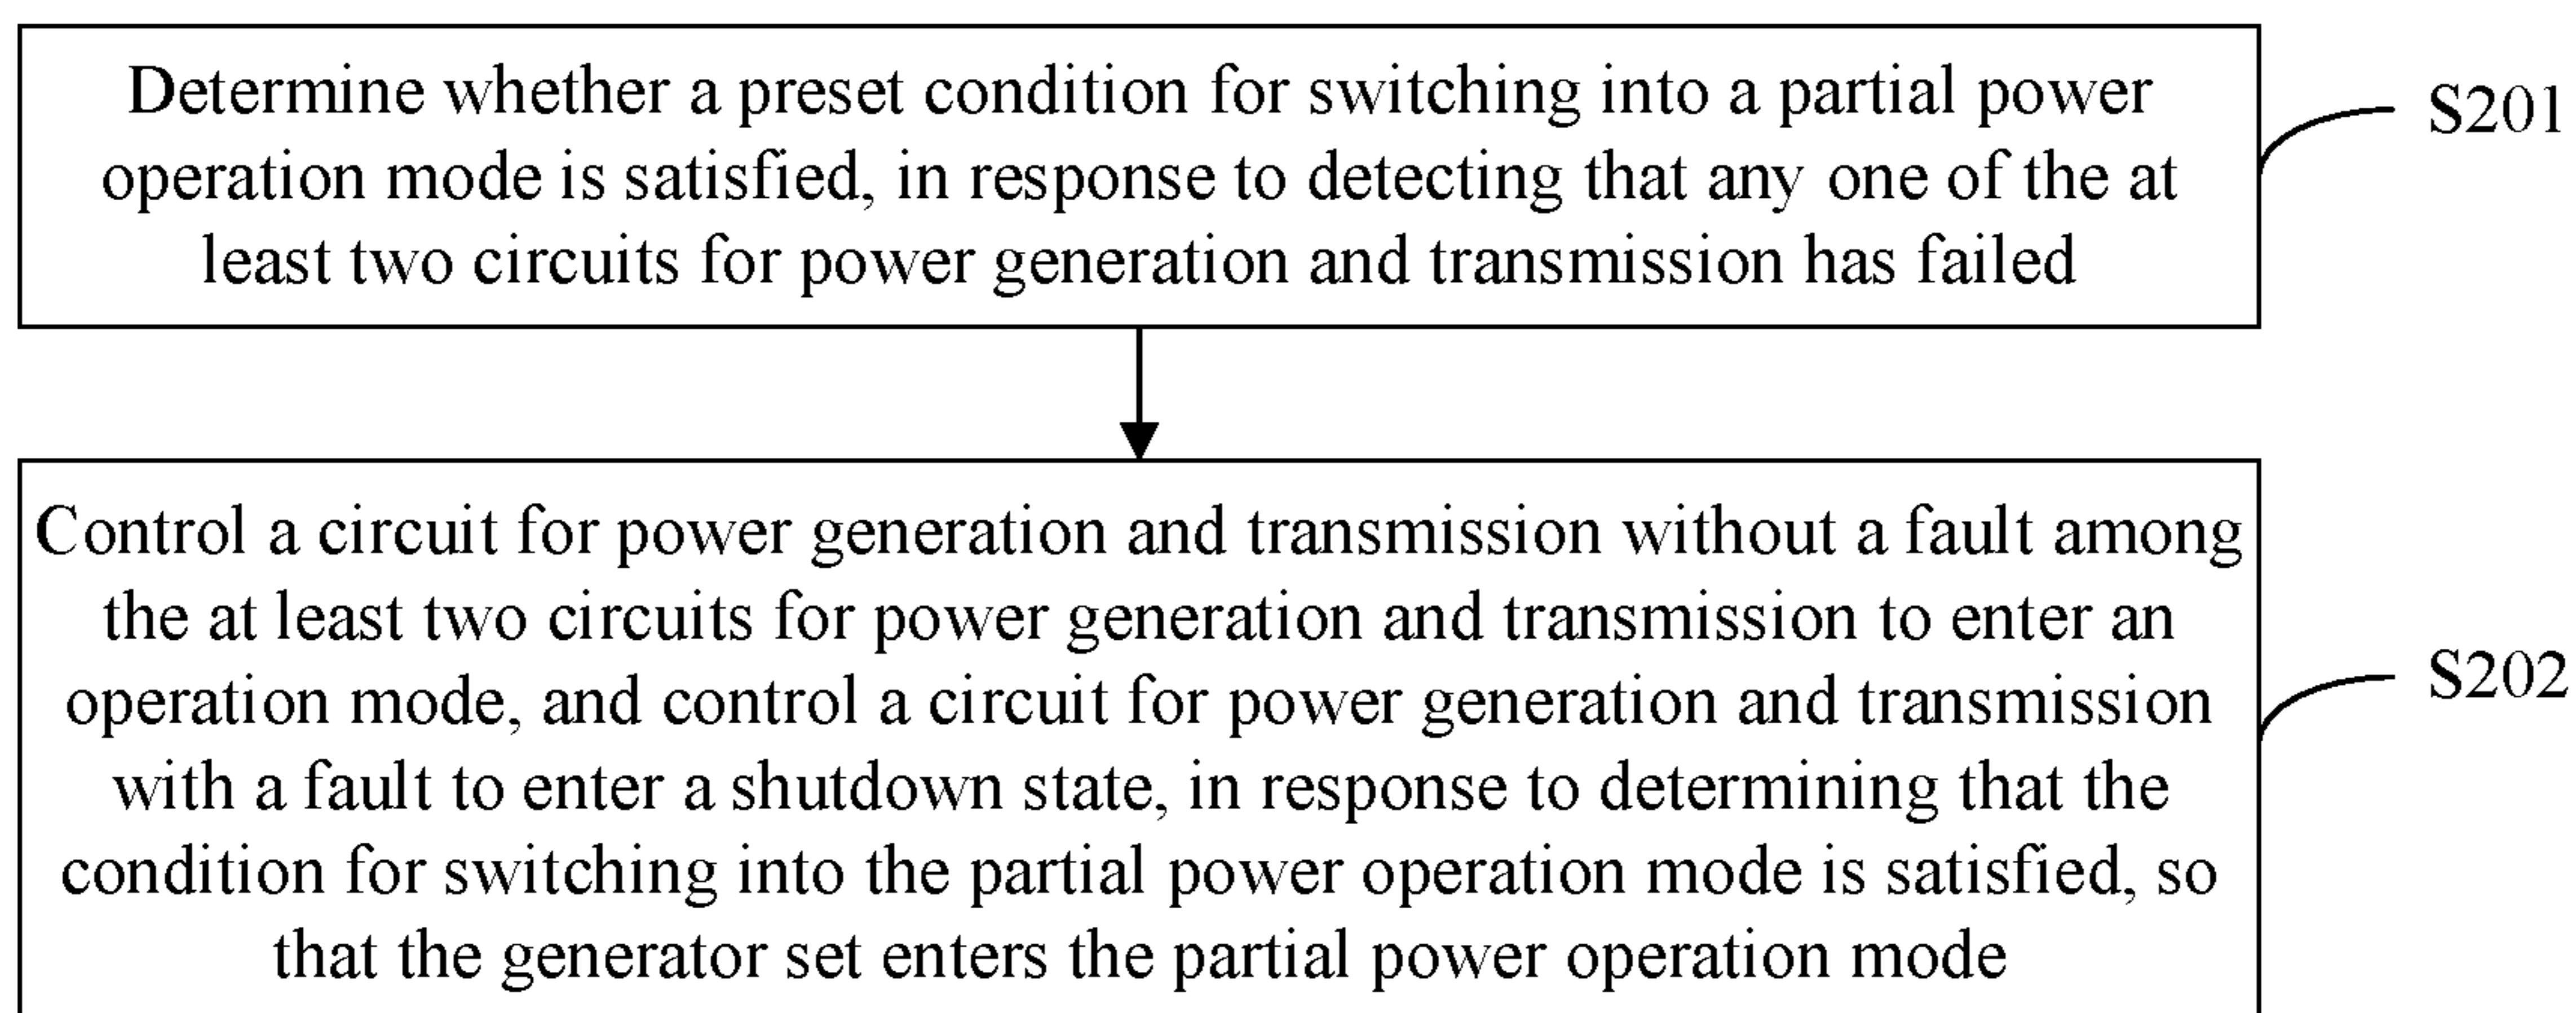 Determine whether a preset condition for switching into a partial power
operation mode is satisfied, in response to detecting that any one of the at
least two circuits for power generation and transmission has failed
S201
Control a circuit for power generation and transmission without a fault among
the at least two circuits for power generation and transmission to enter an
operation mode, and control a circuit for power generation and transmission
with a fault to enter a shutdown state, in response to determining that the
condition for switching into the partial power operation mode is satisfied, so
that the generator set enters the partial power operation mode
S202